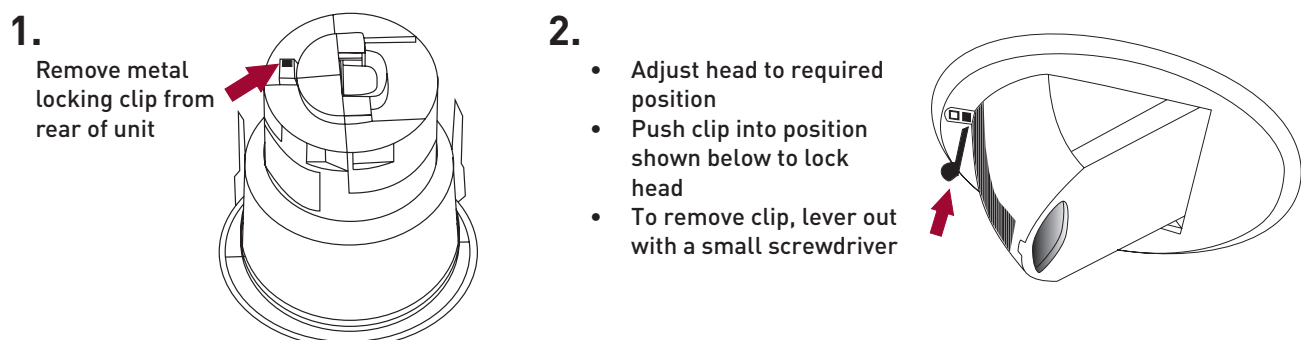 1.
Remove metal
locking clip from
rear of unit
2.
• Adjust head to required
position
• Push clip into position
shown below to lock
head
• To remove clip, lever out
with a small screwdriver